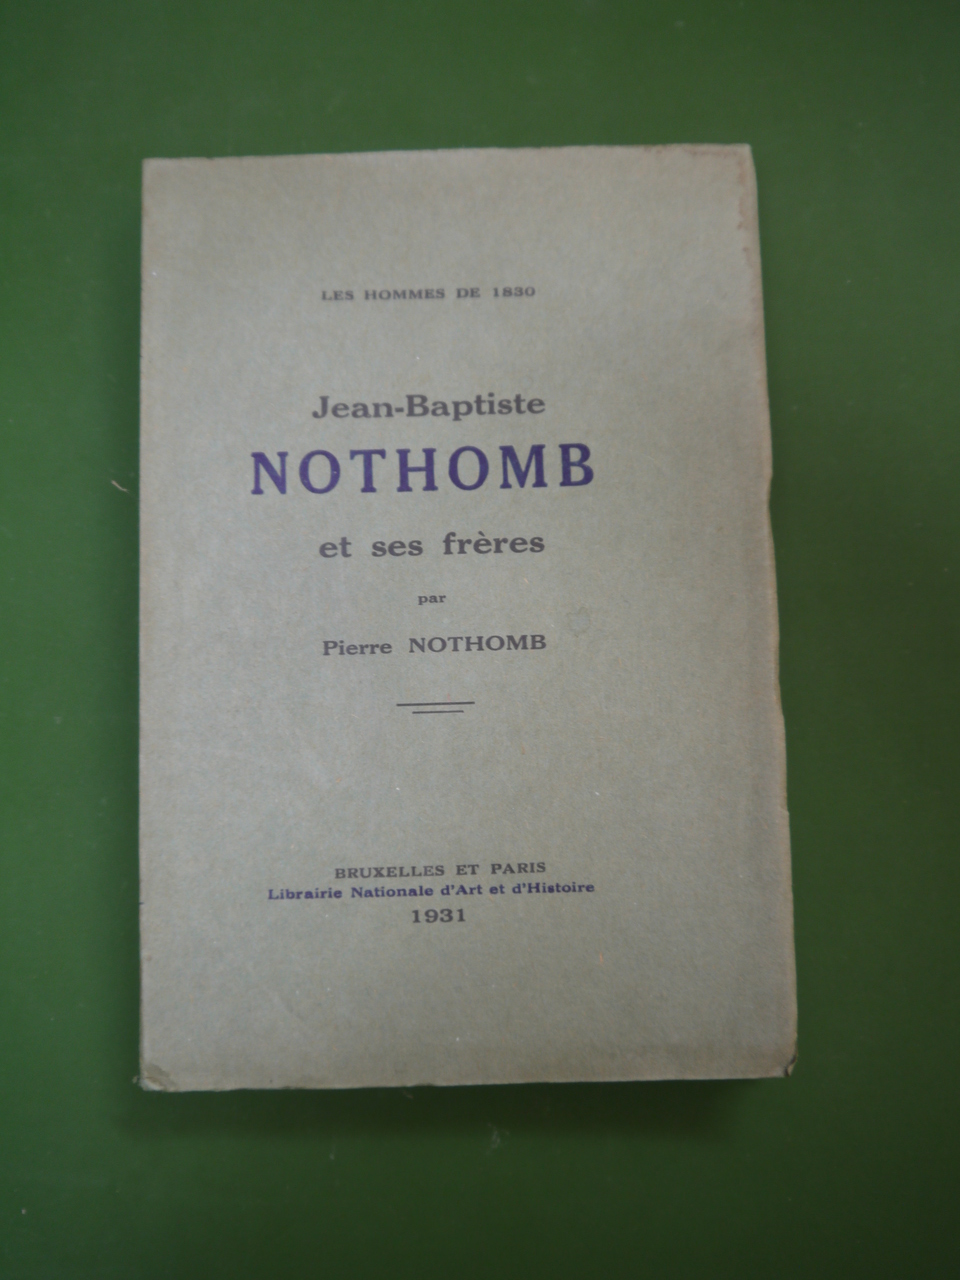 LES HOMMES DE 1830
Jean-Baptiste
NOTHOMB
et ses frères
par
Pierre NOTHOMB
BRUXELLES ET PARIS
Librairie Nationale d'Art et d'Histoire
1931